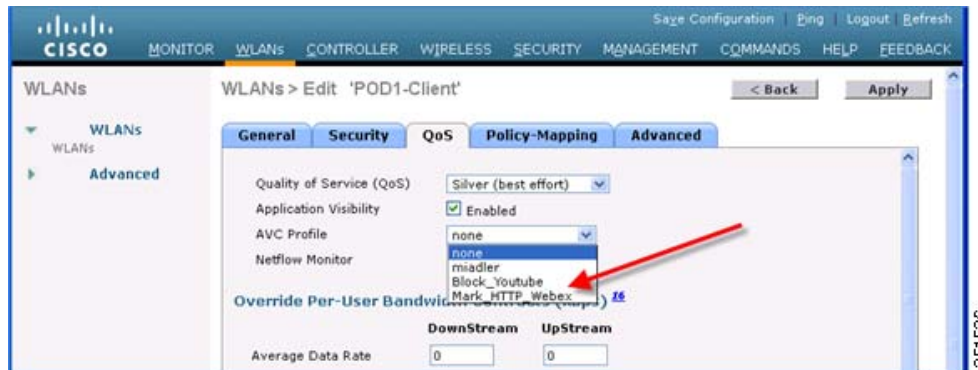 Save Configuration | Ping | Logout | Refresh
CISCO MONITOR WLANs CONTROLLER WIRELESS SECURITY MANAGEMENT COMMANDS HELP FEEDBACK
WLANs
WLANs > Edit 'POD1-Client'
< Back
Apply
WLANs
WLANs
Advanced
General Security QoS Policy-Mapping Advanced
Quality of Service (QoS) Silver (best effort)
Application Visibility Enabled
AVC Profile none
none
miadler
Netflow Monitor
Block_Youtube
Mark_HTTP_Webex
Override Per-User 16
DownStream UpStream
Average Data Rate 0 0